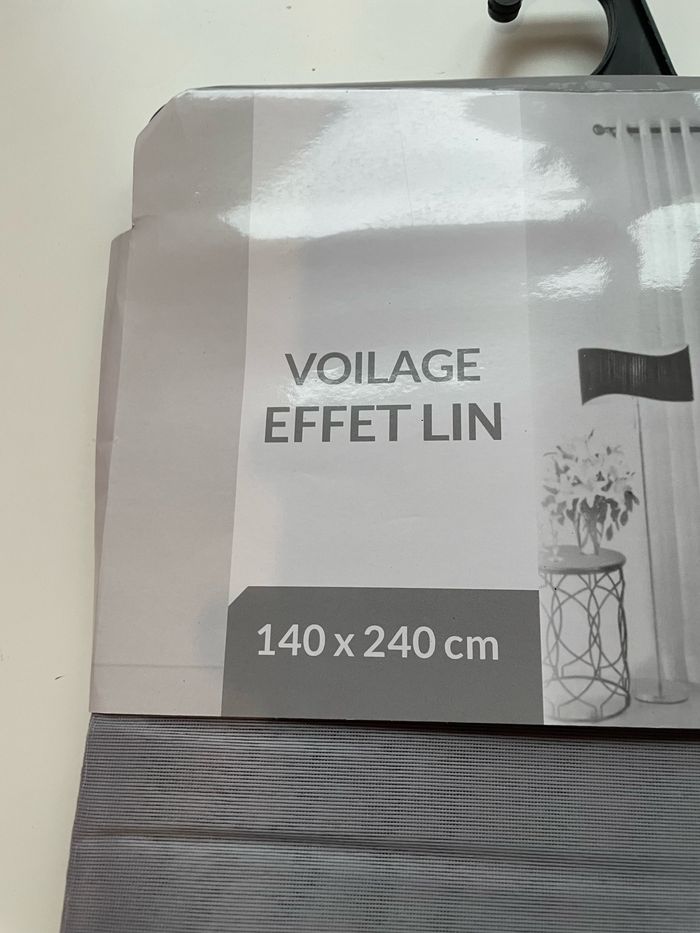 VOILAGE
EFFET LIN
140 x 240 cm